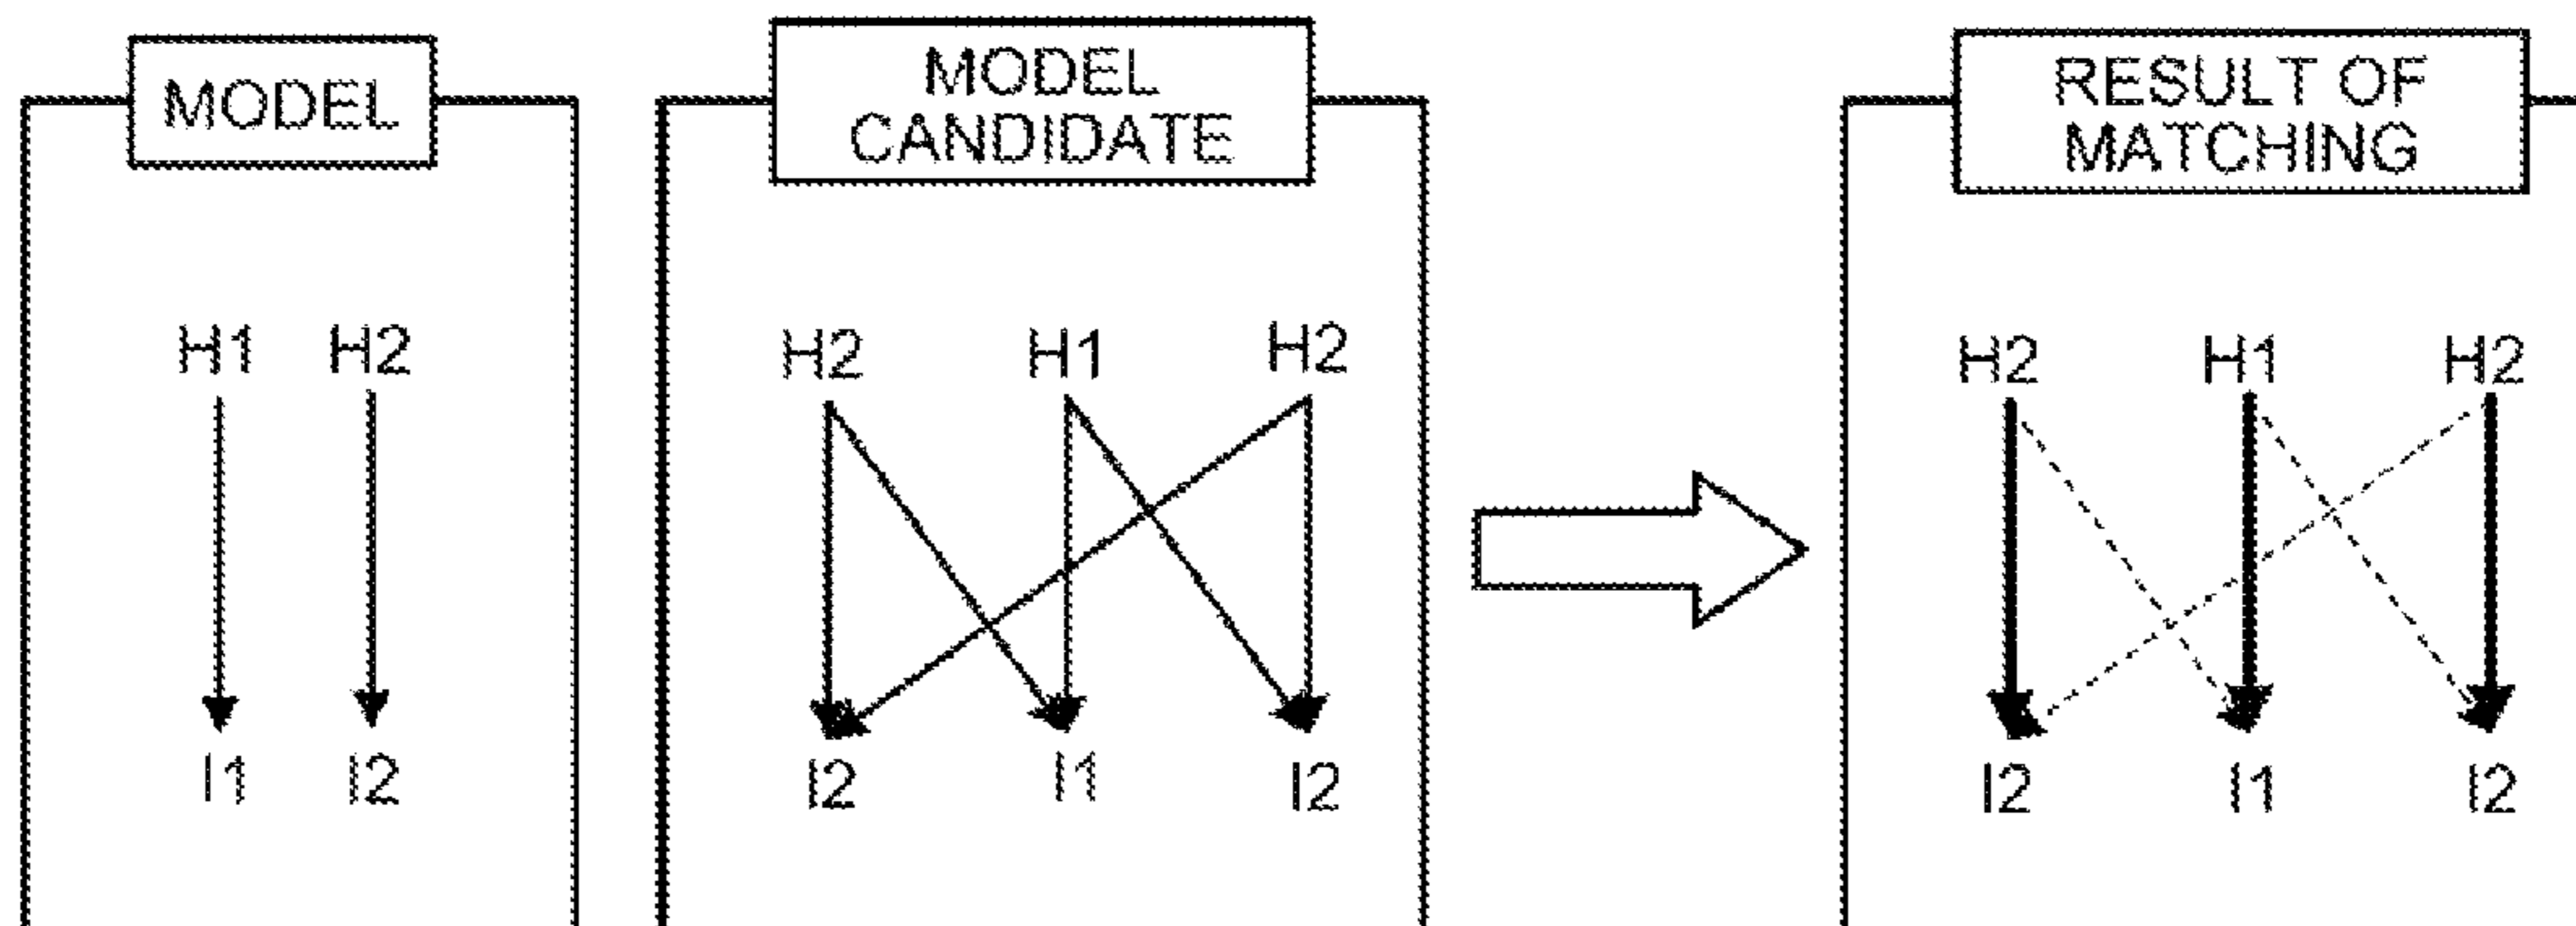 MODEL
MODEL
CANDIDATE
RESULT OF
MATCHING
H1 H2
H2 H1 H2
H2 H1 H2
I1 I2
I2 I1 I2
I2 I1 I2